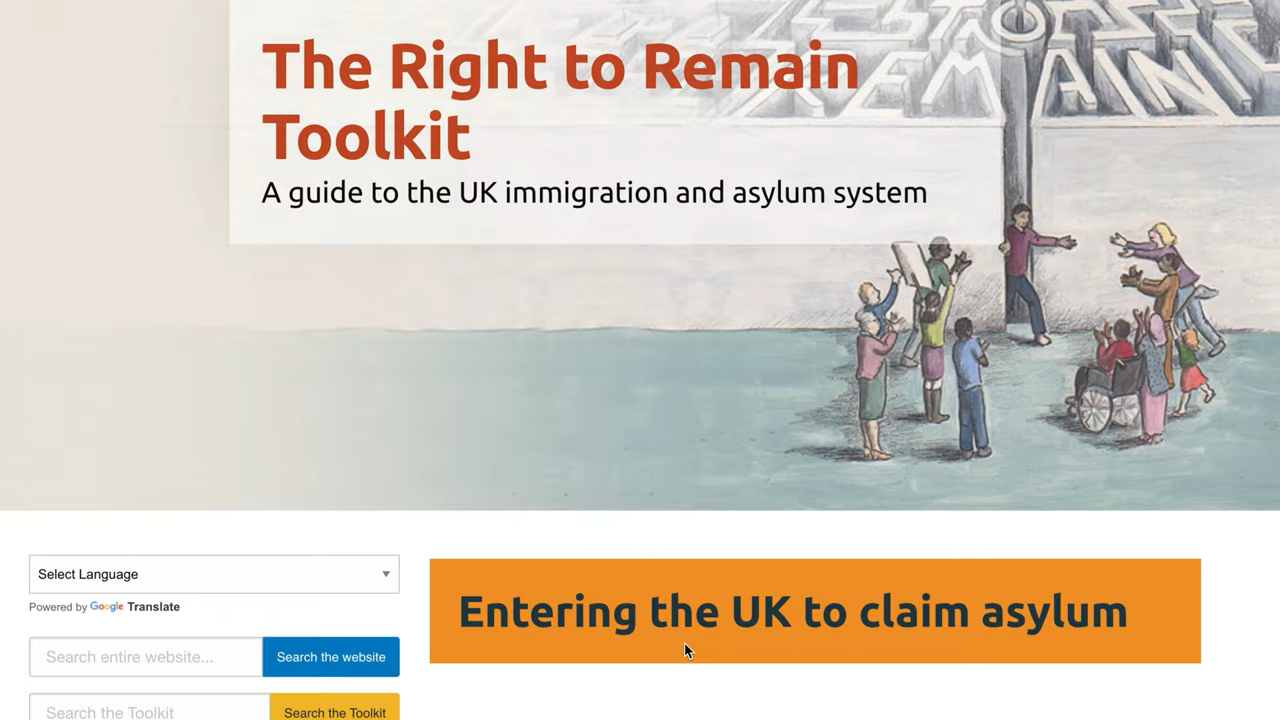 The Right to Remain
Toolkit
A guide to the UK immigration and asylum system
Select Language
Powered by Google Translate
Search entire website...
Search the website
Search the Toolkit
Search the Toolkit
Entering the UK to claim asylum